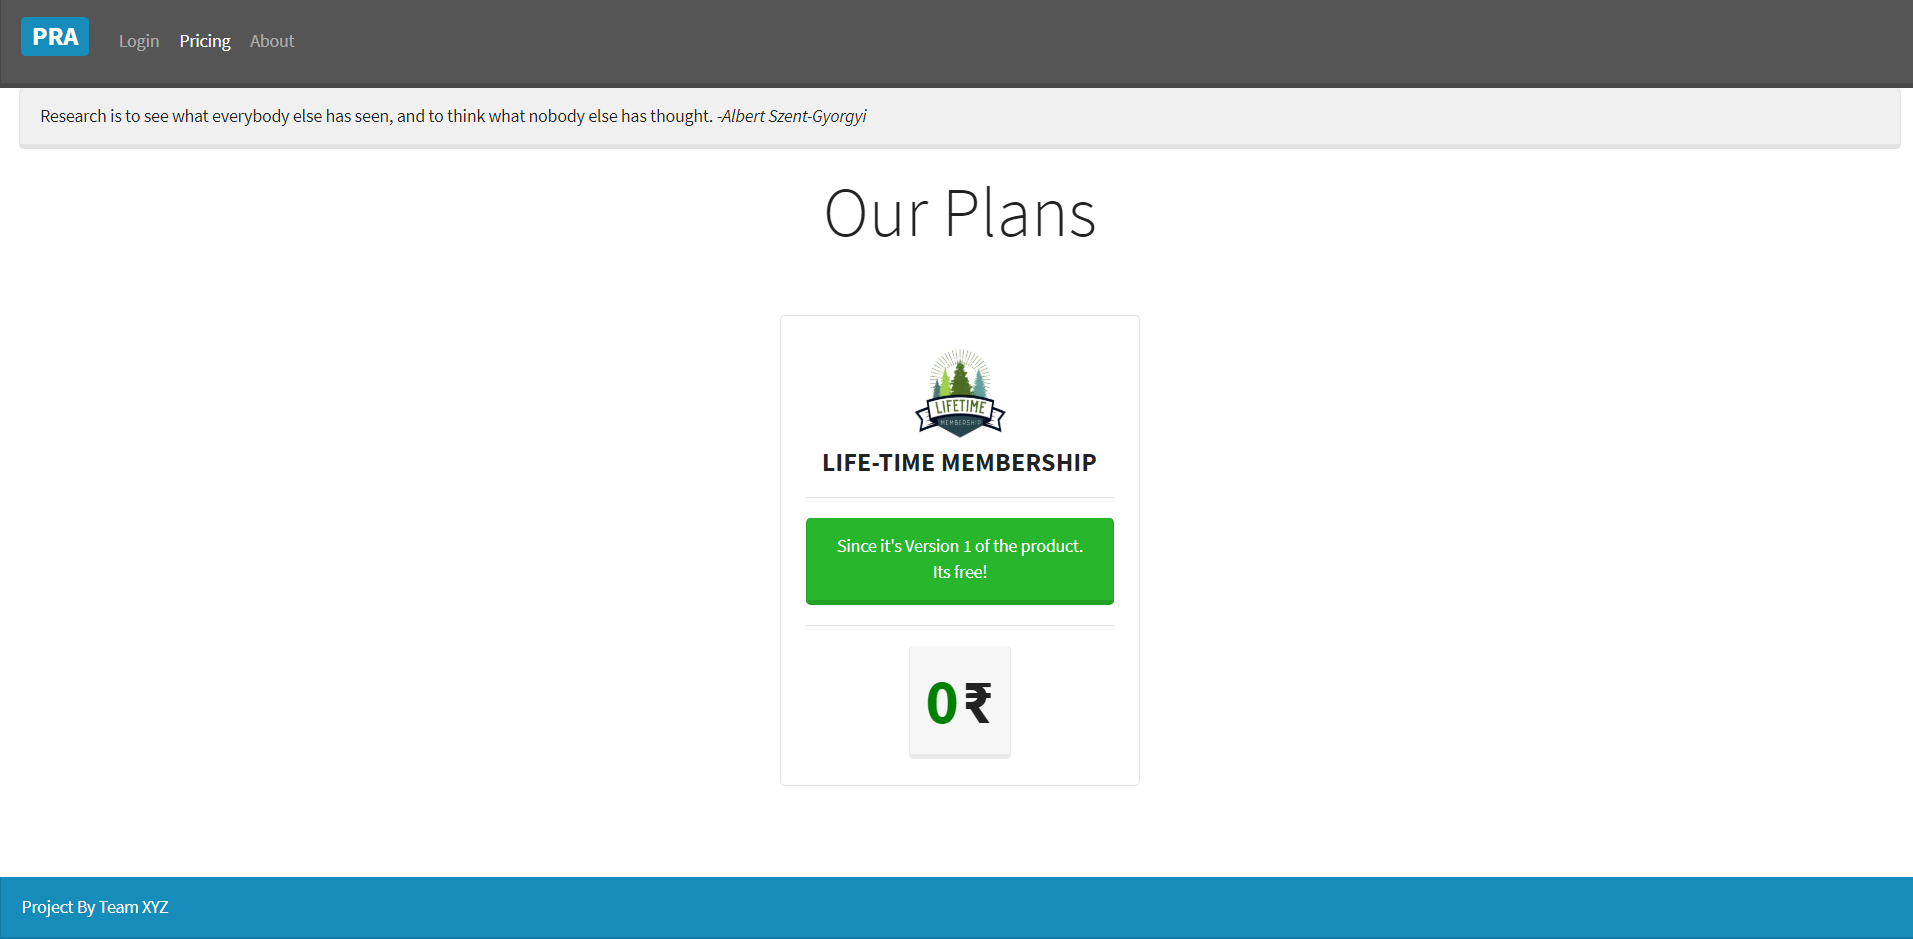 PRA
Login Pricing About
Research is to see what everybody else has seen, and to think what nobody else has thought. -Albert Szent-Gyorgyi
Our Plans
LIFETIME
MEMBERSHIP
LIFE-TIME MEMBERSHIP
Since it's Version 1 of the product.
Its free!
0₹
Project By Team XYZ